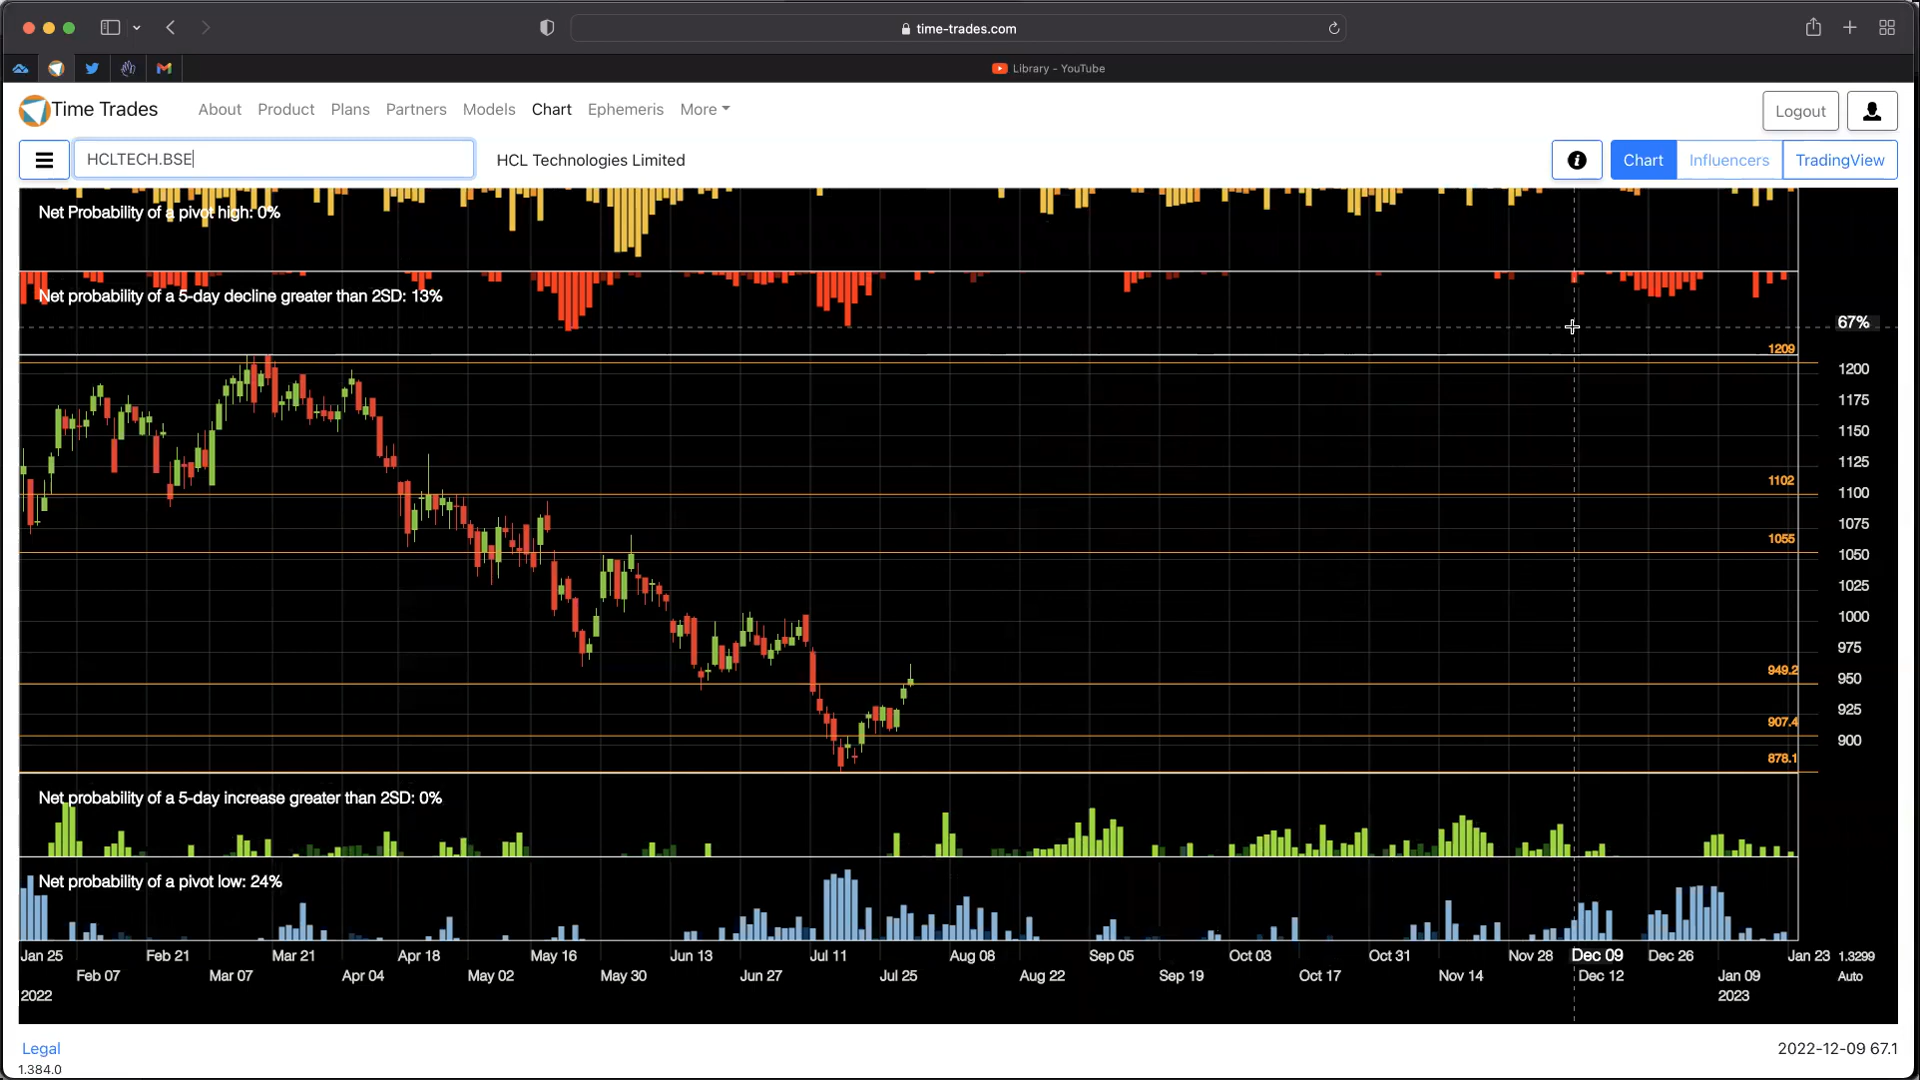 time-trades.com
Library - YouTube
Time Trades About Product Plans Partners Models Chart Ephemeris More Logout
HCLTECH.BSE HCL Technologies Limited Chart Influencers TradingView
Net Probability of a pivot high: 0%
Net probability of a 5-day decline greater than 2SD: 13%
67%
1209
1200
1175
1150
1125
1102
1100
1075
1055
1050
1025
1000
975
949.2
950
925
907.4
900
878.1
Net probability of a 5-day increase greater than 2SD: 0%
Net probability of a pivot low: 24%
Jan 25 Feb 21 Mar 21 Apr 18 May 16 Jun 13 Jul 11 Aug 08 Sep 05 Oct 03 Oct 31 Nov 28 Dec 09 Dec 26 Jan 23 1.3299
Feb 07 Mar 07 Apr 04 May 02 May 30 Jun 27 Jul 25 Aug 22 Sep 19 Oct 17 Nov 14 Dec 12 Jan 09 Auto
2022 2023
Legal 2022-12-09 67.1
1.384.0